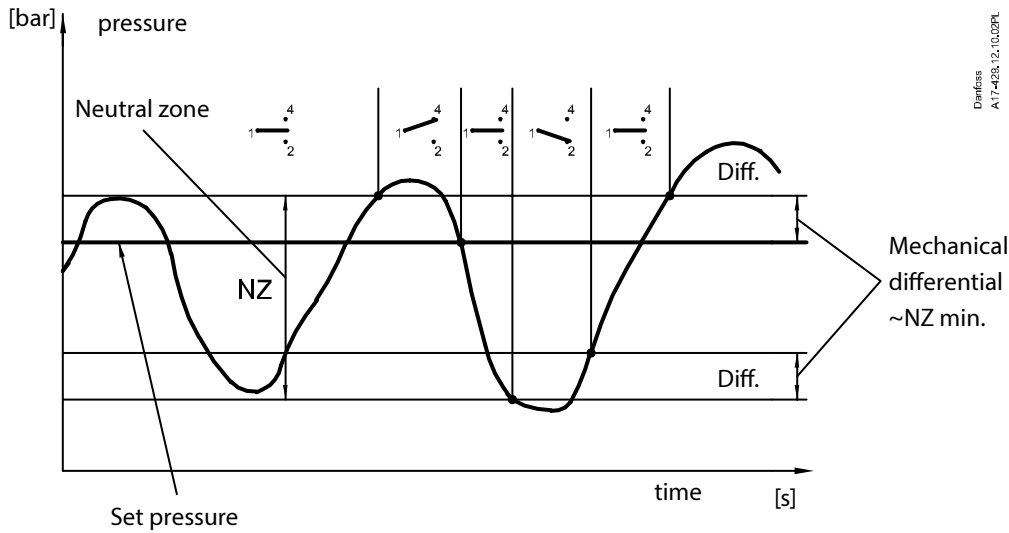 [bar]
pressure
Danfoss
A17-429.12.10.02PL
Neutral zone
4
1
2
4
1
2
4
1
2
4
1
2
4
1
2
Diff.
NZ
Mechanical
differential
~NZ min.
Diff.
time
[s]
Set pressure